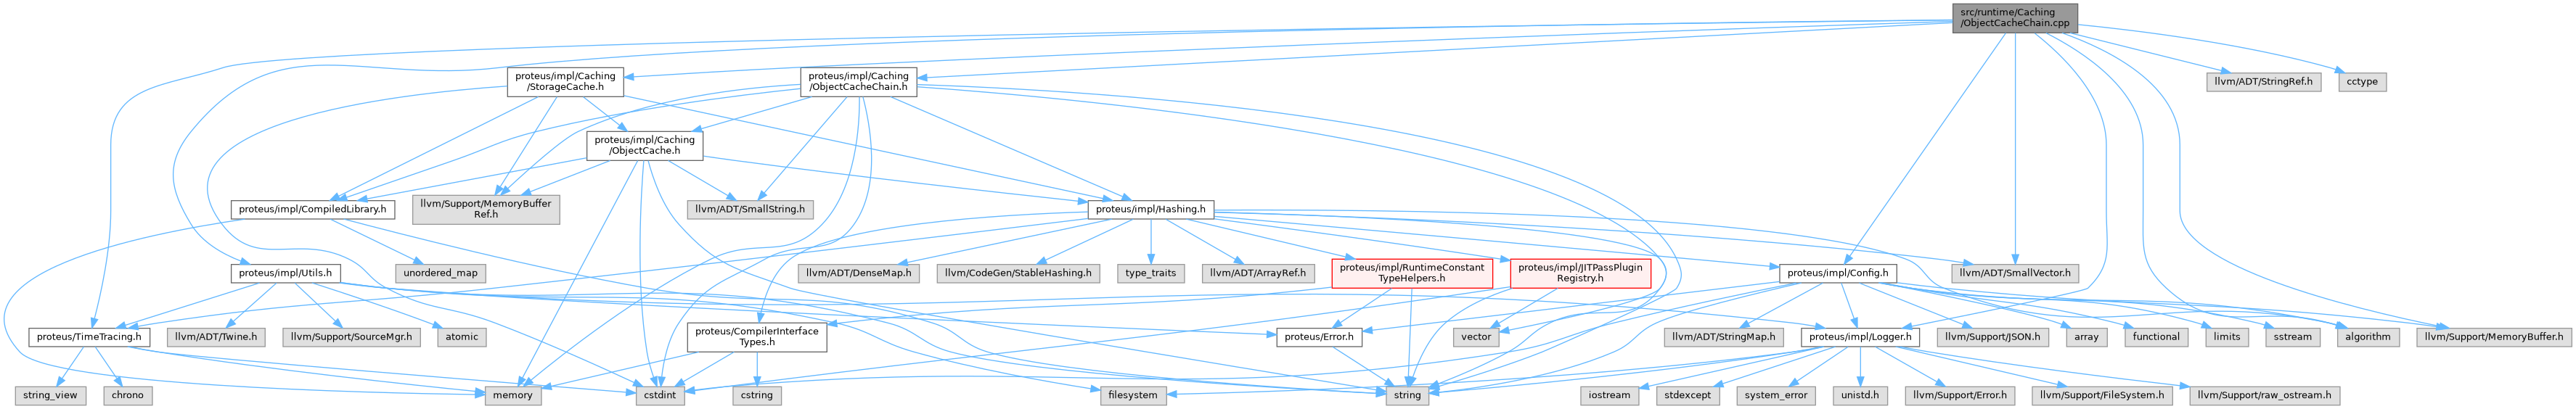 src/runtime/Caching
/ObjectCacheChain.cpp
proteus/impl/Caching
/StorageCache.h
proteus/impl/Caching
/ObjectCacheChain.h
llvm/ADT/StringRef.h
cctype
proteus/impl/Caching
/ObjectCache.h
proteus/impl/CompiledLibrary.h
llvm/Support/MemoryBuffer
Ref.h
llvm/ADT/SmallString.h
proteus/impl/Hashing.h
proteus/impl/Utils.h
unordered_map
llvm/ADT/DenseMap.h
llvm/CodeGen/StableHashing.h
type_traits
llvm/ADT/ArrayRef.h
proteus/impl/RuntimeConstant
TypeHelpers.h
proteus/impl/JITPassPlugin
Registry.h
proteus/impl/Config.h
llvm/ADT/SmallVector.h
proteus/TimeTracing.h
llvm/ADT/Twine.h
llvm/Support/SourceMgr.h
atomic
proteus/CompilerInterface
Types.h
proteus/Error.h
vector
llvm/ADT/StringMap.h
proteus/impl/Logger.h
llvm/Support/JSON.h
array
functional
limits
sstream
algorithm
llvm/Support/MemoryBuffer.h
string_view
chrono
memory
cstdint
cstring
filesystem
string
iostream
stdexcept
system_error
unistd.h
llvm/Support/Error.h
llvm/Support/FileSystem.h
llvm/Support/raw_ostream.h